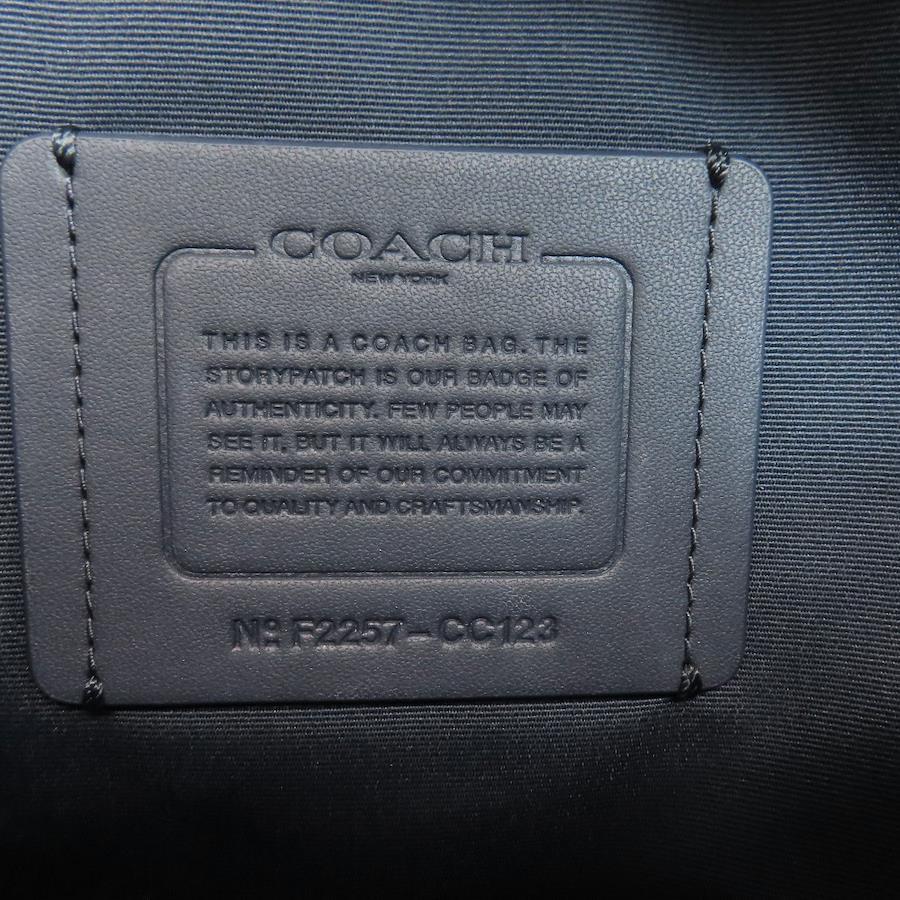 COACH
NEW YORK
THIS IS A COACH BAG. THE
STORYPATCH IS OUR BADGE OF
AUTHENTICITY. FEW PEOPLE MAY
SEE IT, BUT IT WILL ALWAYS BE A
REMINDER OF OUR COMMITMENT
TO QUALITY AND CRAFTSMANSHIP.
No: F2257-CC123